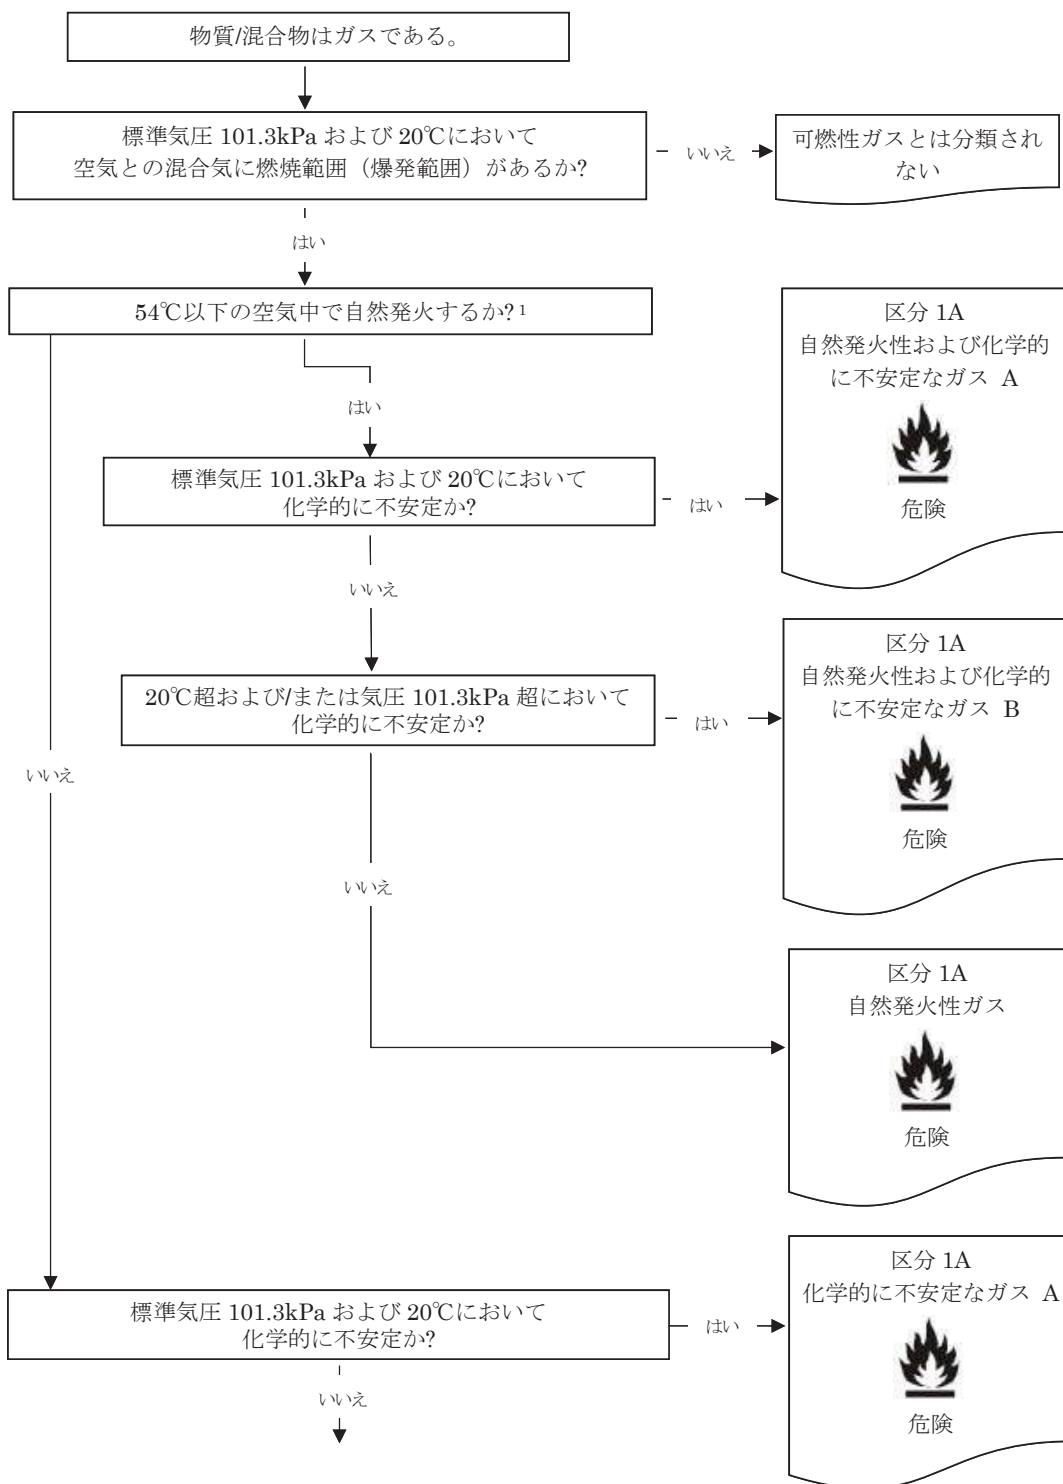 物質/混合物はガスである。
標準気圧 101.3kPa および 20℃において
空気との混合気に燃焼範囲（爆発範囲）があるか?
いいえ
可燃性ガスとは分類され
ない
はい
54℃以下の空気中で自然発火するか?1
はい
標準気圧 101.3kPa および 20℃において
化学的に不安定か?
はい
区分 1A
自然発火性および化学的
に不安定なガス A
危険
いいえ
20℃超および/または気圧 101.3kPa 超において
化学的に不安定か?
はい
区分 1A
自然発火性および化学的
に不安定なガス B
危険
いいえ
いいえ
区分 1A
自然発火性ガス
危険
標準気圧 101.3kPa および 20℃において
化学的に不安定か?
はい
区分 1A
化学的に不安定なガス A
危険
いいえ